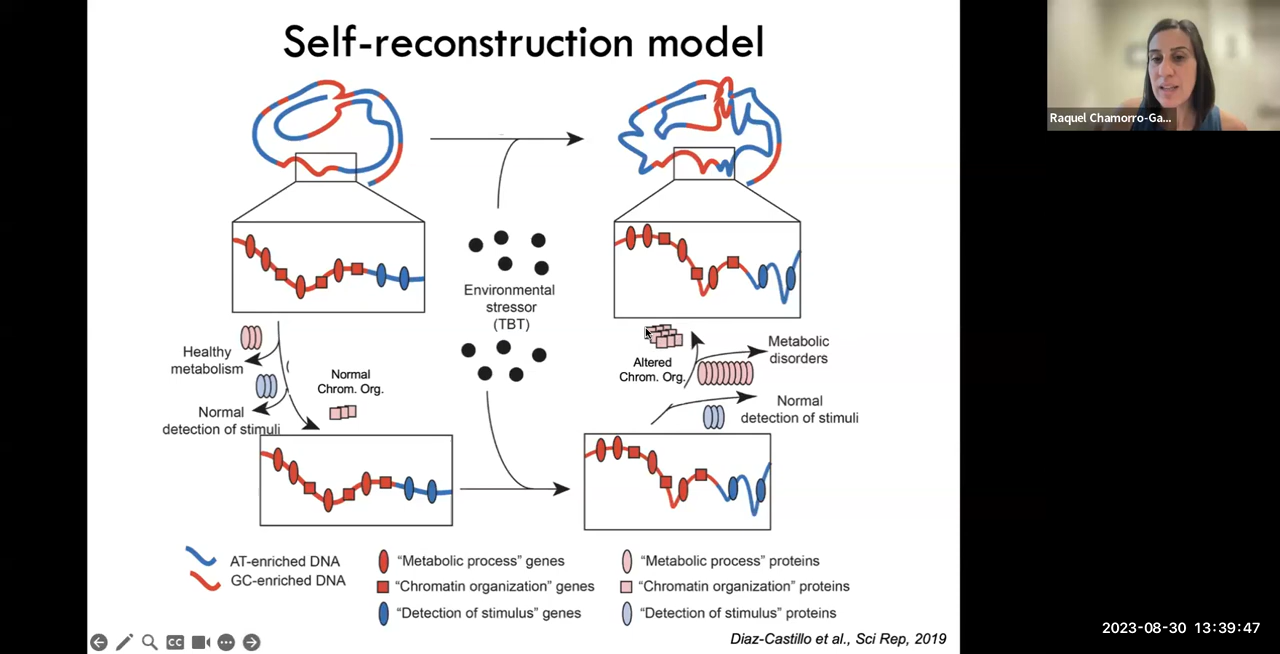 Self-reconstruction model
Raquel Chamorro-Ga...
Environmental
stressor
(TBT)
Healthy
metabolism
Normal
detection of stimuli
Normal
Chrom. Org.
Altered
Chrom. Org.
Metabolic
disorders
Normal
detection of stimuli
AT-enriched DNA
GC-enriched DNA
“Metabolic process” genes
“Chromatin organization” genes
“Detection of stimulus” genes
“Metabolic process” proteins
“Chromatin organization” proteins
“Detection of stimulus” proteins
CC
Diaz-Castillo et al., Sci Rep, 2019
2023-08-30 13:39:47